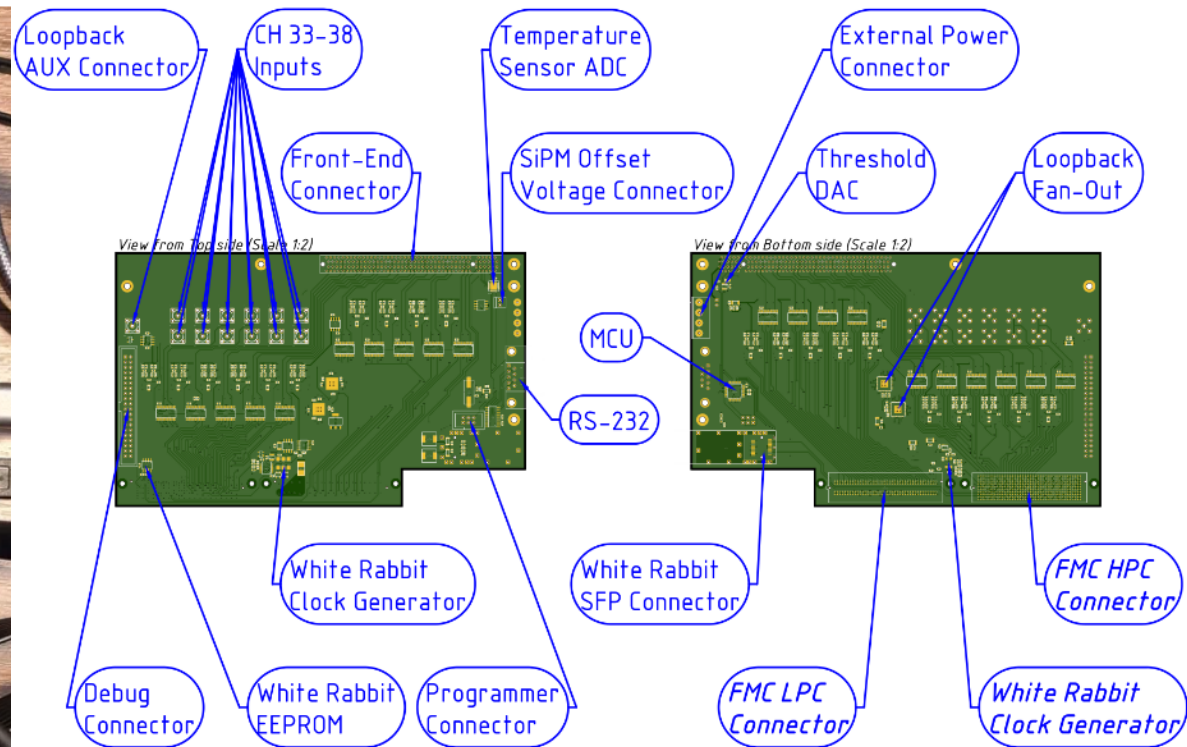 Loopback
AUX Connector
CH 33-38
Inputs
Temperature
Sensor ADC
External Power
Connector
Front-End
Connector
SiPM Offset
Voltage Connector
Threshold
DAC
Loopback
Fan-Out
View from Top side (Scale 1:2)
View from Bottom side (Scale 1:2)
MCU
RS-232
White Rabbit
Clock Generator
White Rabbit
SFP Connector
FMC HPC
Connector
Debug
Connector
White Rabbit
EEPROM
Programmer
Connector
FMC LPC
Connector
White Rabbit
Clock Generator